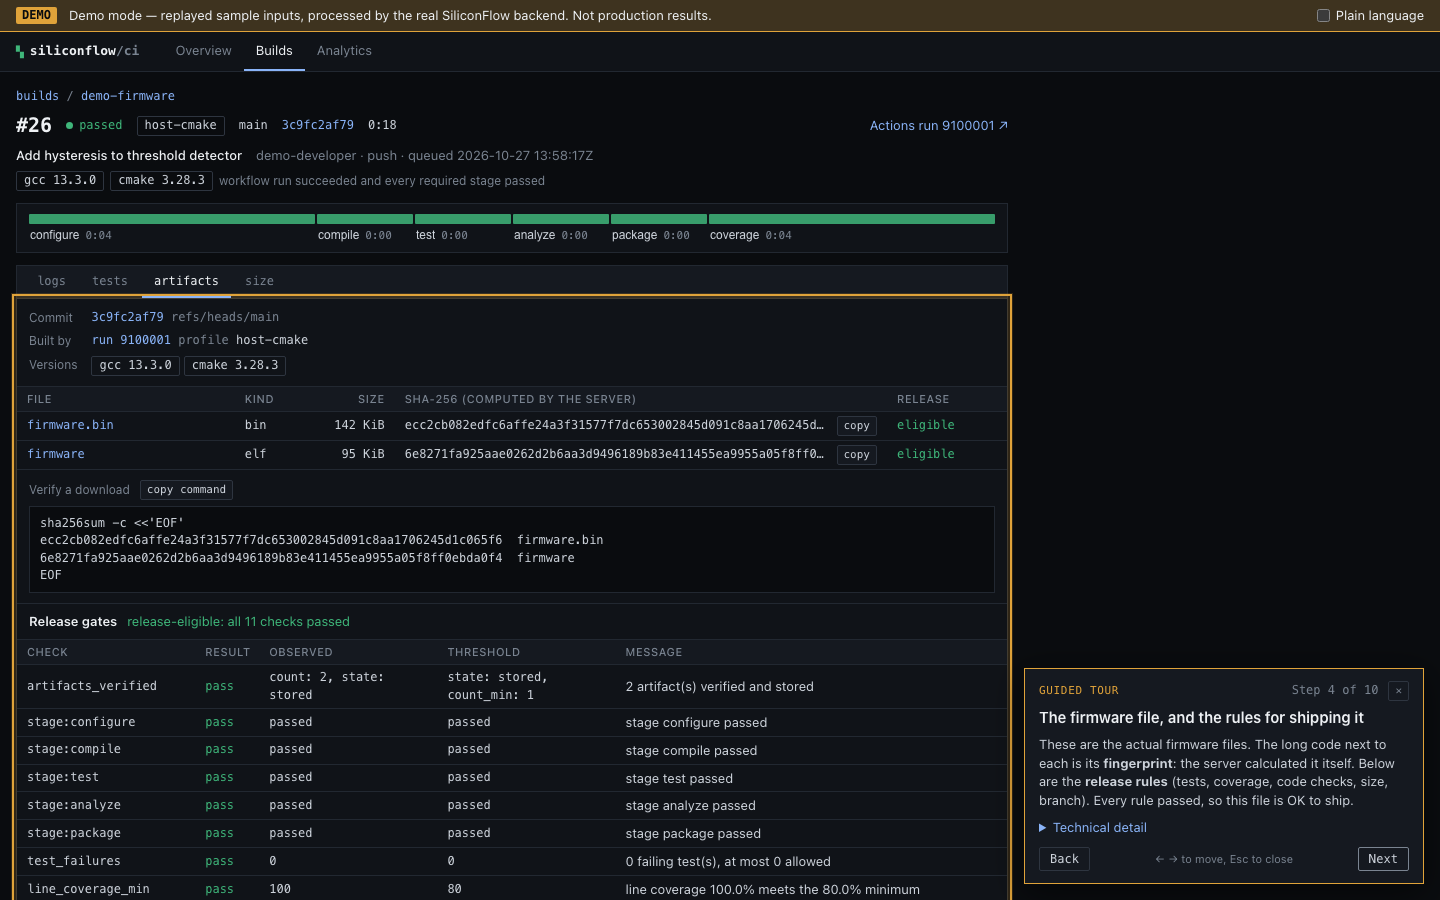 DEMO Demo mode — replayed sample inputs, processed by the real SiliconFlow backend. Not production results. Plain language
siliconflow/ci Overview Builds Analytics
builds / demo-firmware
#26 passed host-cmake main 3c9fc2af79 0:18 Actions run 9100001 ↗
Add hysteresis to threshold detector demo-developer · push · queued 2026-10-27 13:58:17Z
gcc 13.3.0 cmake 3.28.3 workflow run succeeded and every required stage passed
configure 0:04 compile 0:00 test 0:00 analyze 0:00 package 0:00 coverage 0:04
logs tests artifacts size
Commit 3c9fc2af79 refs/heads/main
Built by run 9100001 profile host-cmake
Versions gcc 13.3.0 cmake 3.28.3
FILE KIND SIZE SHA-256 (COMPUTED BY THE SERVER) RELEASE
firmware.bin bin 142 KiB ecc2cb082edfc6affe24a3f31577f7dc653002845d091c8aa1706245d… copy eligible
firmware elf 95 KiB 6e8271fa925aae0262d2b6aa3d9496189b83e411455ea9955a05f8ff0… copy eligible
Verify a download copy command
sha256sum -c <<'EOF'
ecc2cb082edfc6affe24a3f31577f7dc653002845d091c8aa1706245d1c065f6  firmware.bin
6e8271fa925aae0262d2b6aa3d9496189b83e411455ea9955a05f8ff0ebda0f4  firmware
EOF
Release gates release-eligible: all 11 checks passed
CHECK RESULT OBSERVED THRESHOLD MESSAGE
artifacts_verified pass count: 2, state: stored state: stored, count_min: 1 2 artifact(s) verified and stored
stage:configure pass passed passed stage configure passed
stage:compile pass passed passed stage compile passed
stage:test pass passed passed stage test passed
stage:analyze pass passed passed stage analyze passed
stage:package pass passed passed stage package passed
test_failures pass 0 0 0 failing test(s), at most 0 allowed
line_coverage_min pass 100 80 line coverage 100.0% meets the 80.0% minimum
GUIDED TOUR Step 4 of 10 ×
The firmware file, and the rules for shipping it
These are the actual firmware files. The long code next to
each is its fingerprint: the server calculated it itself. Below
are the release rules (tests, coverage, code checks, size,
branch). Every rule passed, so this file is OK to ship.
▶ Technical detail
Back ← → to move, Esc to close Next